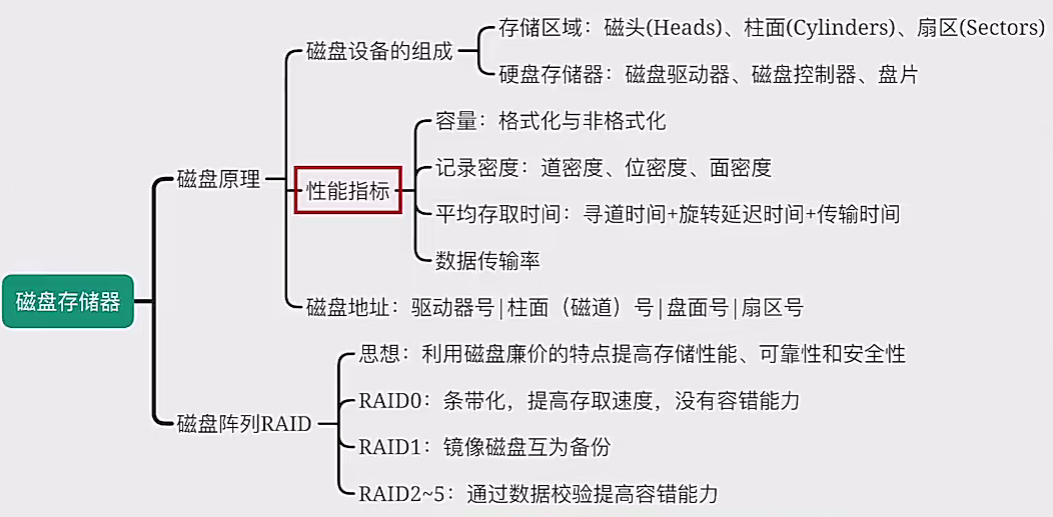 磁盘存储器
磁盘原理
磁盘设备的组成
存储区域：磁头(Heads)、柱面(Cylinders)、扇区(Sectors)
硬盘存储器：磁盘驱动器、磁盘控制器、盘片
性能指标
容量：格式化与非格式化
记录密度：道密度、位密度、面密度
平均存取时间：寻道时间+旋转延迟时间+传输时间
数据传输率
磁盘地址：驱动器号|柱面（磁道）号|盘面号|扇区号
磁盘阵列RAID
思想：利用磁盘廉价的特点提高存储性能、可靠性和安全性
RAID0：条带化，提高存取速度，没有容错能力
RAID1：镜像磁盘互为备份
RAID2~5：通过数据校验提高容错能力